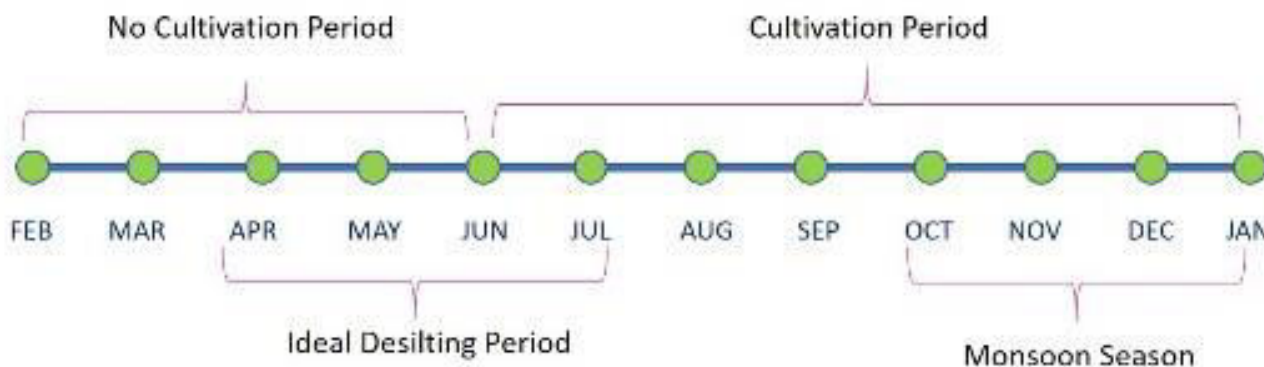 No Cultivation Period
Cultivation Period
FEB MAR APR MAY JUN JUL AUG SEP OCT NOV DEC JAN
Ideal Desilting Period
Monsoon Season